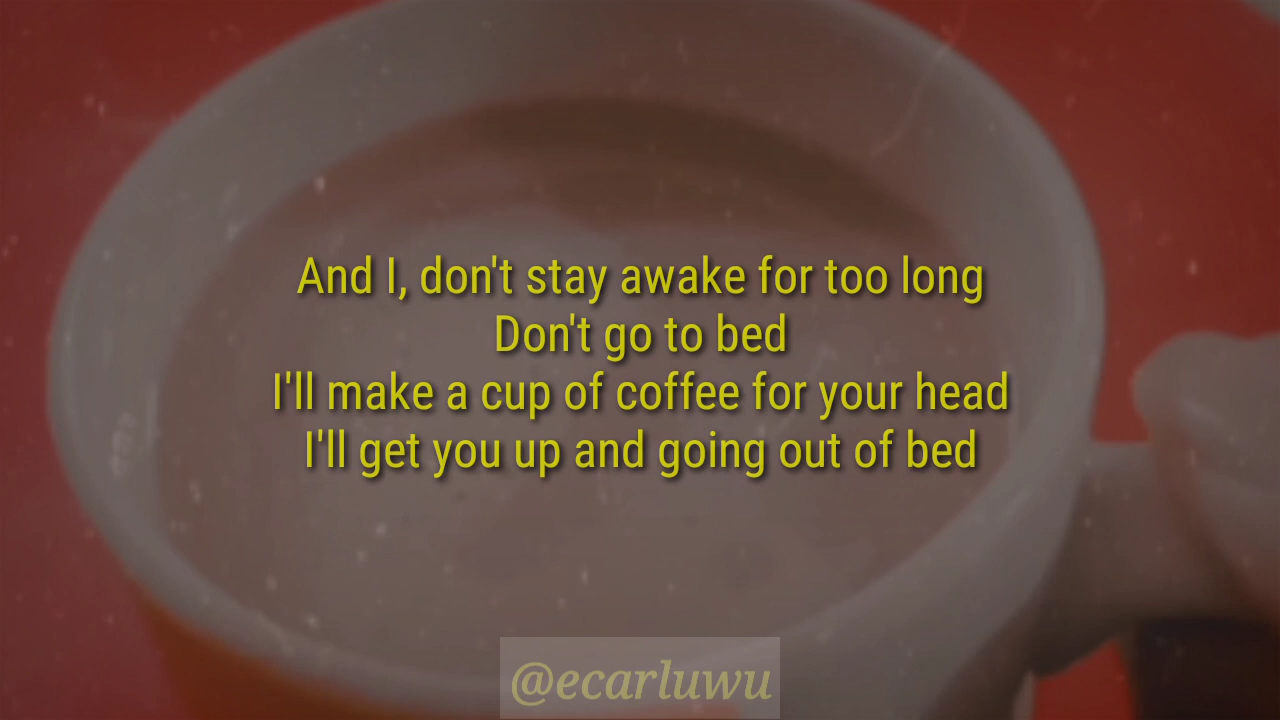 And I, don't stay awake for too long
Don't go to bed
I'll make a cup of coffee for your head
I'll get you up and going out of bed
@ecarluwu